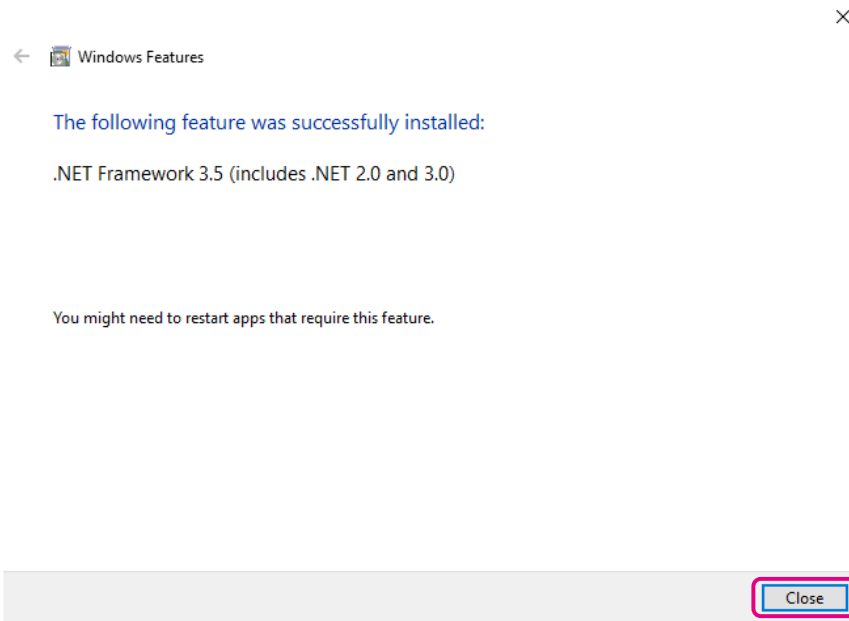 Windows Features
The following feature was successfully installed:
.NET Framework 3.5 (includes .NET 2.0 and 3.0)
You might need to restart apps that require this feature.
Close